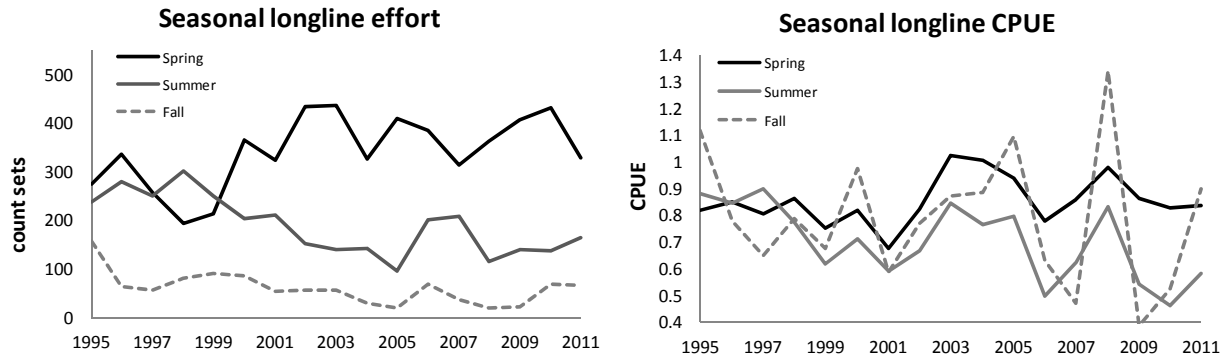 Seasonal longline effort
Spring
Summer
Fall
count sets
500
400
300
200
100
0
1995 1997 1999 2001 2003 2005 2007 2009 2011
Seasonal longline CPUE
Spring
Summer
Fall
CPUE
1.4
1.3
1.2
1.1
1
0.9
0.8
0.7
0.6
0.5
0.4
1995 1997 1999 2001 2003 2005 2007 2009 2011